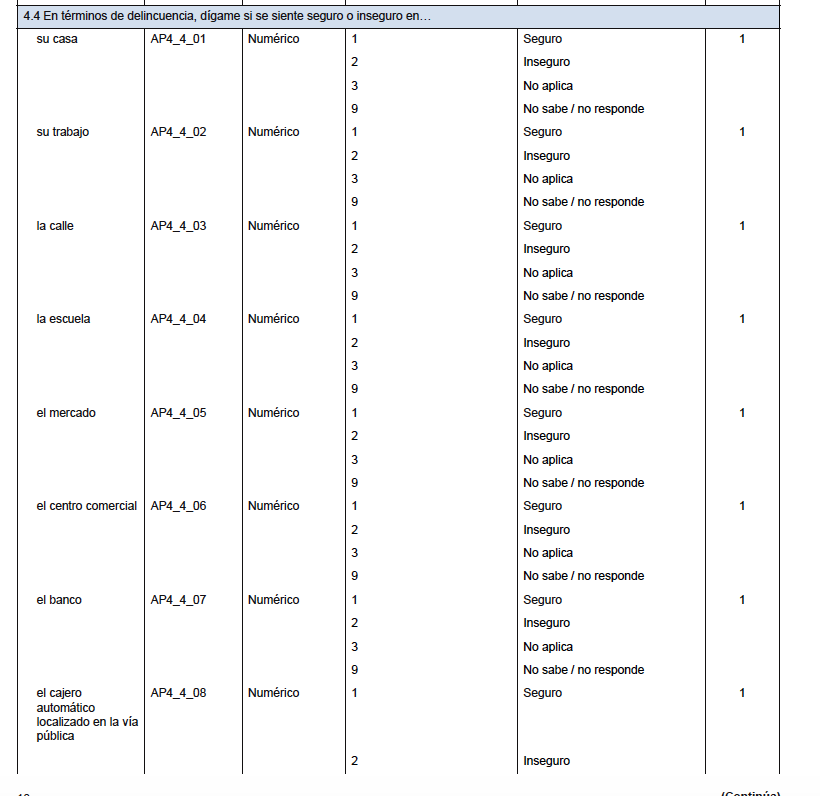 4.4 En términos de delincuencia, dígame si se siente seguro o inseguro en…
su casa AP4_4_01 Numérico 1 Seguro 1
2 Inseguro
3 No aplica
9 No sabe / no responde
su trabajo AP4_4_02 Numérico 1 Seguro 1
2 Inseguro
3 No aplica
9 No sabe / no responde
la calle AP4_4_03 Numérico 1 Seguro 1
2 Inseguro
3 No aplica
9 No sabe / no responde
la escuela AP4_4_04 Numérico 1 Seguro 1
2 Inseguro
3 No aplica
9 No sabe / no responde
el mercado AP4_4_05 Numérico 1 Seguro 1
2 Inseguro
3 No aplica
9 No sabe / no responde
el centro comercial AP4_4_06 Numérico 1 Seguro 1
2 Inseguro
3 No aplica
9 No sabe / no responde
el banco AP4_4_07 Numérico 1 Seguro 1
2 Inseguro
3 No aplica
9 No sabe / no responde
el cajero AP4_4_08 Numérico 1 Seguro 1
automático
localizado en la vía
pública
2 Inseguro
(Continúa)